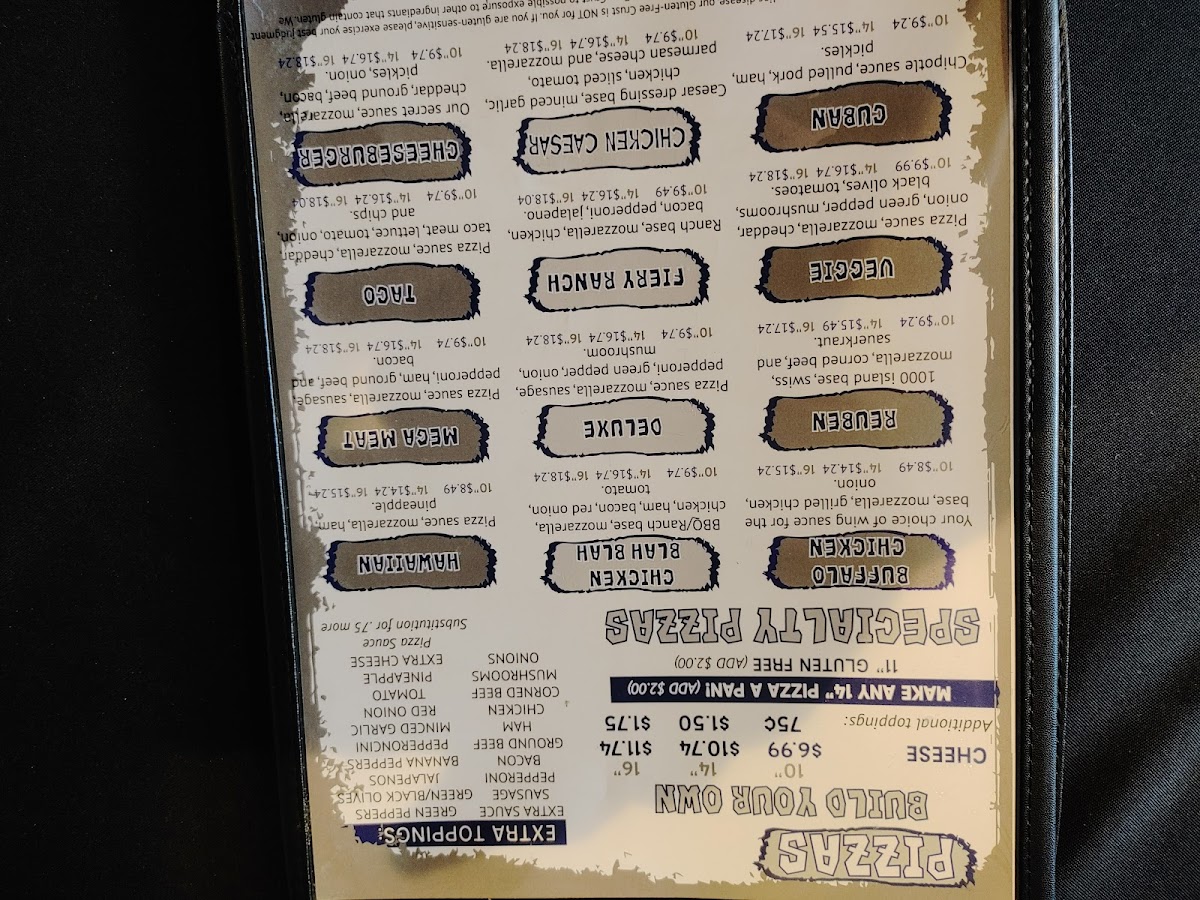 PIZZAS
BUILD YOUR OWN
10" 14" 16"
CHEESE $6.99 $10.74 $11.74
Additional toppings: 75¢ $1.50 $1.75
MAKE ANY 14" PIZZA A PAN! (ADD $2.00)
11" GLUTEN FREE (ADD $2.00)
EXTRA TOPPINGS
EXTRA SAUCE GREEN PEPPERS
SAUSAGE GREEN/BLACK OLIVES
PEPPERONI JALAPENOS
BACON BANANA PEPPERS
GROUND BEEF PEPPERONCINI
HAM MINCED GARLIC
CHICKEN RED ONION
CORNED BEEF TOMATO
MUSHROOMS PINEAPPLE
ONIONS EXTRA CHEESE
Pizza Sauce
Substitution for .75 more
SPECIALTY PIZZAS
BUFFALO
CHICKEN
Your choice of wing sauce for the
base, mozzarella, grilled chicken,
onion.
10"$8.49 14"$14.24 16"$15.24
CHICKEN
BLAH BLAH
BBQ/Ranch base, mozzarella,
chicken, ham, bacon, red onion,
tomato.
10"$9.74 14"$16.74 16"$18.24
HAWAIIAN
Pizza sauce, mozzarella, ham,
pineapple.
10"$8.49 14"$14.24 16"$15.24
REUBEN
1000 island base, swiss,
mozzarella, corned beef, and
sauerkraut.
10"$9.24 14"$15.49 16"$17.24
DELUXE
Pizza sauce, mozzarella, sausage,
pepperoni, green pepper, onion,
mushroom.
10"$9.74 14"$16.74 16"$18.24
MEGA MEAT
Pizza sauce, mozzarella, sausage,
pepperoni, ham, ground beef, and
bacon.
10"$9.74 14"$16.74 16"$18.24
VEGGIE
Pizza sauce, mozzarella, cheddar,
onion, green pepper, mushrooms,
black olives, tomatoes.
10"$9.99 14"$16.74 16"$18.24
FIERY RANCH
Ranch base, mozzarella, chicken,
bacon, pepperoni, jalapeno.
10"$9.49 14"$16.24 16"$18.04
TACO
Pizza sauce, mozzarella, cheddar,
taco meat, lettuce, tomato, onion,
and chips.
10"$9.74 14"$16.24 16"$18.04
CUBAN
Chipotle sauce, pulled pork, ham,
pickles.
10"$9.24 14"$15.54 16"$17.24
CHICKEN CAESAR
Caesar dressing base, minced garlic,
chicken, sliced tomato,
parmesan cheese, and mozzarella.
10"$9.74 14"$16.74 16"$18.24
CHEESEBURGER
Our secret sauce, mozzarella,
cheddar, ground beef, bacon,
pickles, onion.
10"$9.74 14"$16.74 16"$18.24
disease, our Gluten-Free Crust is NOT for you. If you are gluten-sensitive, please exercise your best judgment
to possible exposure to other ingredients that contain gluten. We